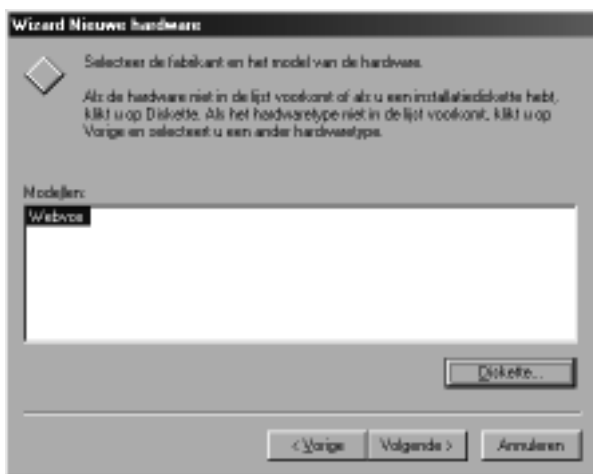 Wizard Nieuwe hardware
Selecteer de fabrikant en het model van de hardware.
Als de hardware niet in de lijst voorkomt of als u een installatiediskette hebt,
klikt u op Diskette. Als het hardwaretype niet in de lijst voorkomt, klikt u op
Vorige en selecteert u een ander hardwaretype.
Modellen:
Webvox
Diskette...
< Vorige
Volgende >
Annuleren